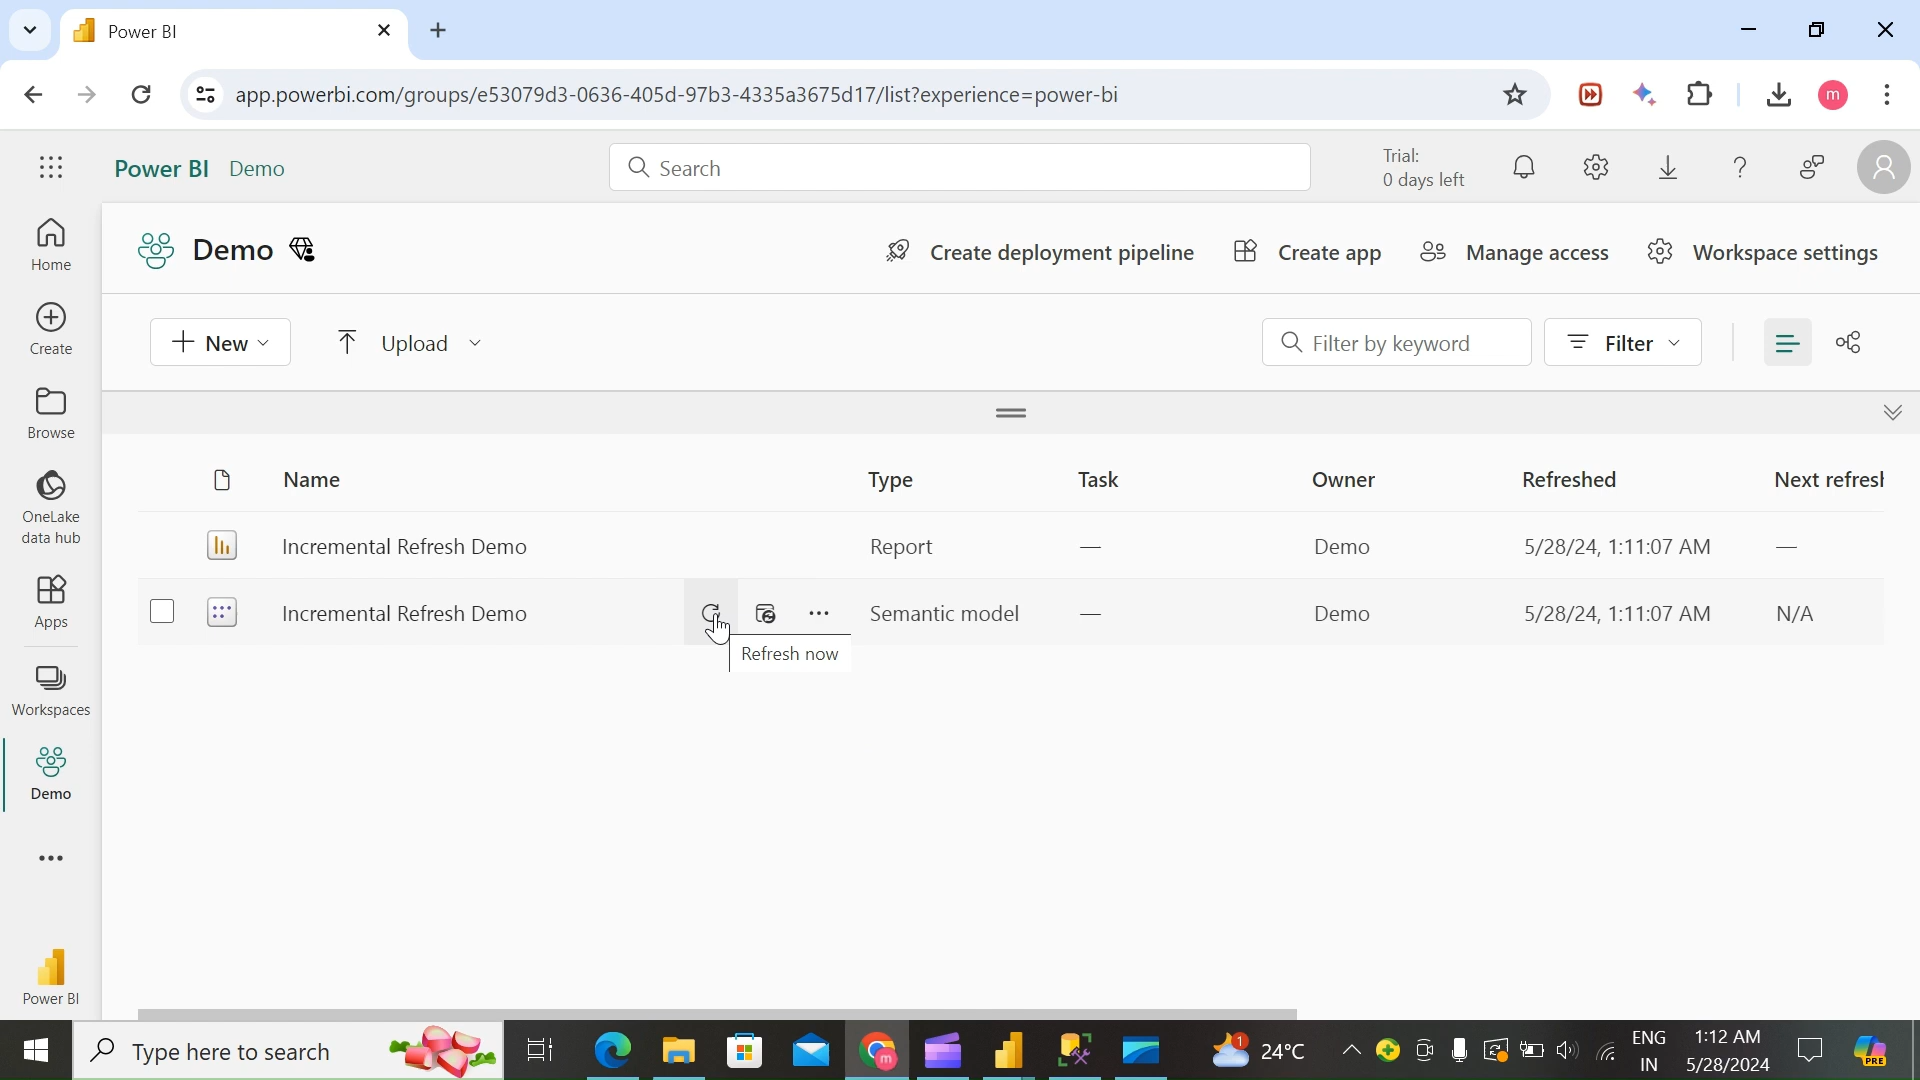 Power BI
app.powerbi.com/groups/e53079d3-0636-405d-97b3-4335a3675d17/list?experience=power-bi
m
Power BI Demo
Search
Trial:
0 days left
Home
Create
Browse
OneLake
data hub
Apps
Workspaces
Demo
Power BI
Demo
Create deployment pipeline
Create app
Manage access
Workspace settings
New
Upload
Filter by keyword
Filter
Name Type Task Owner Refreshed Next refresh
Incremental Refresh Demo Report — Demo 5/28/24, 1:11:07 AM —
Incremental Refresh Demo Semantic model — Demo 5/28/24, 1:11:07 AM N/A
Refresh now
Type here to search
m
1
24°C
ENG
IN
1:12 AM
5/28/2024
PRE